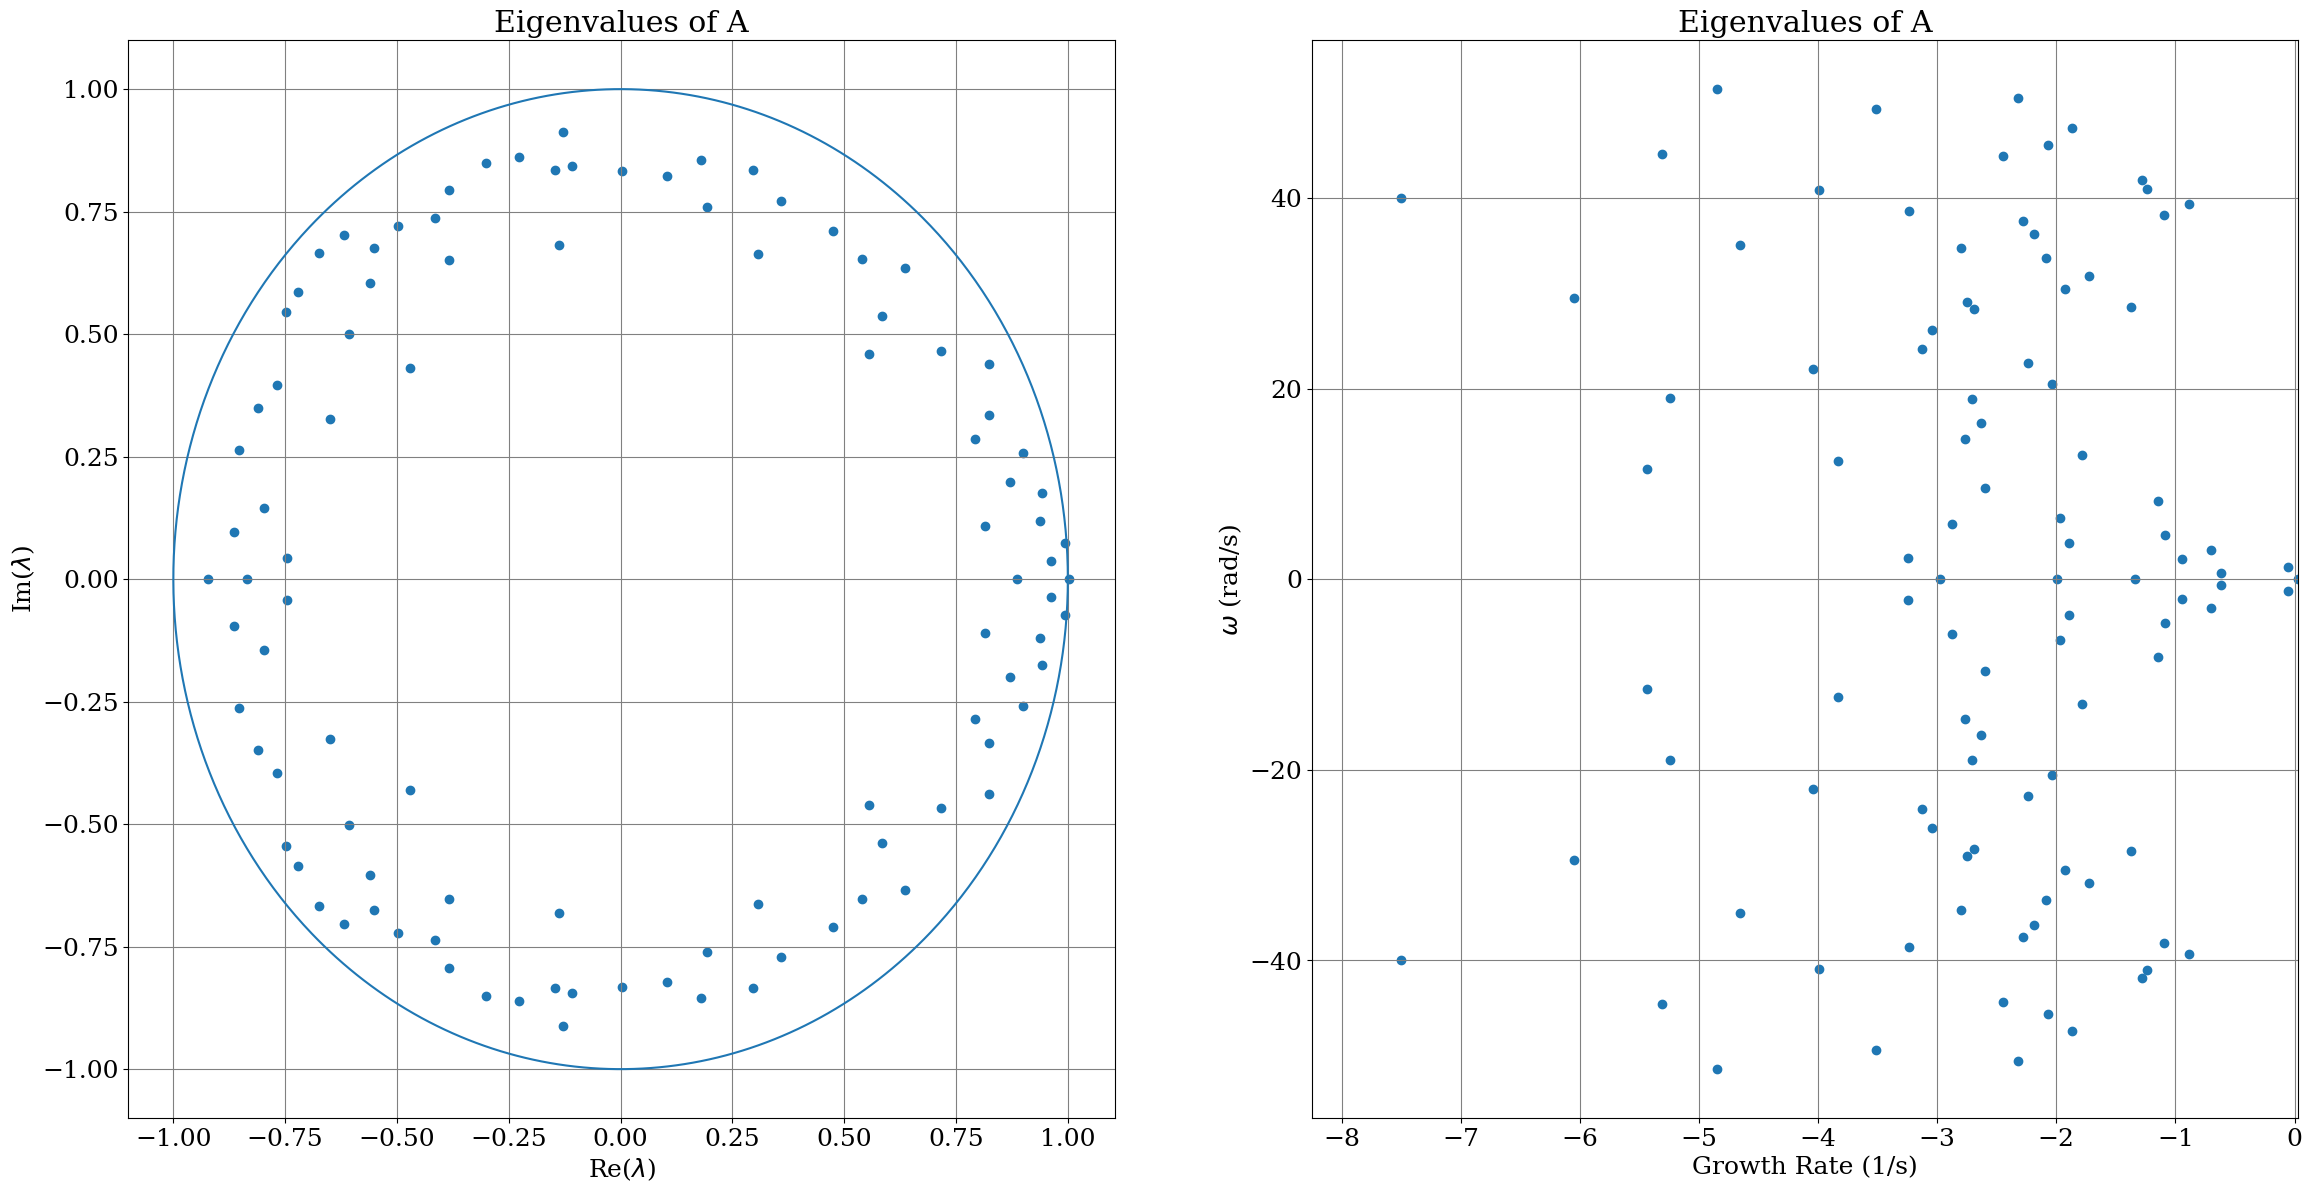 Eigenvalues of A
1.00
0.75
0.50
0.25
0.00
−0.25
−0.50
−0.75
−1.00
Im(λ)
−1.00 −0.75 −0.50 −0.25 0.00 0.25 0.50 0.75 1.00
Re(λ)
Eigenvalues of A
40
20
0
−20
−40
ω (rad/s)
−8 −7 −6 −5 −4 −3 −2 −1 0
Growth Rate (1/s)